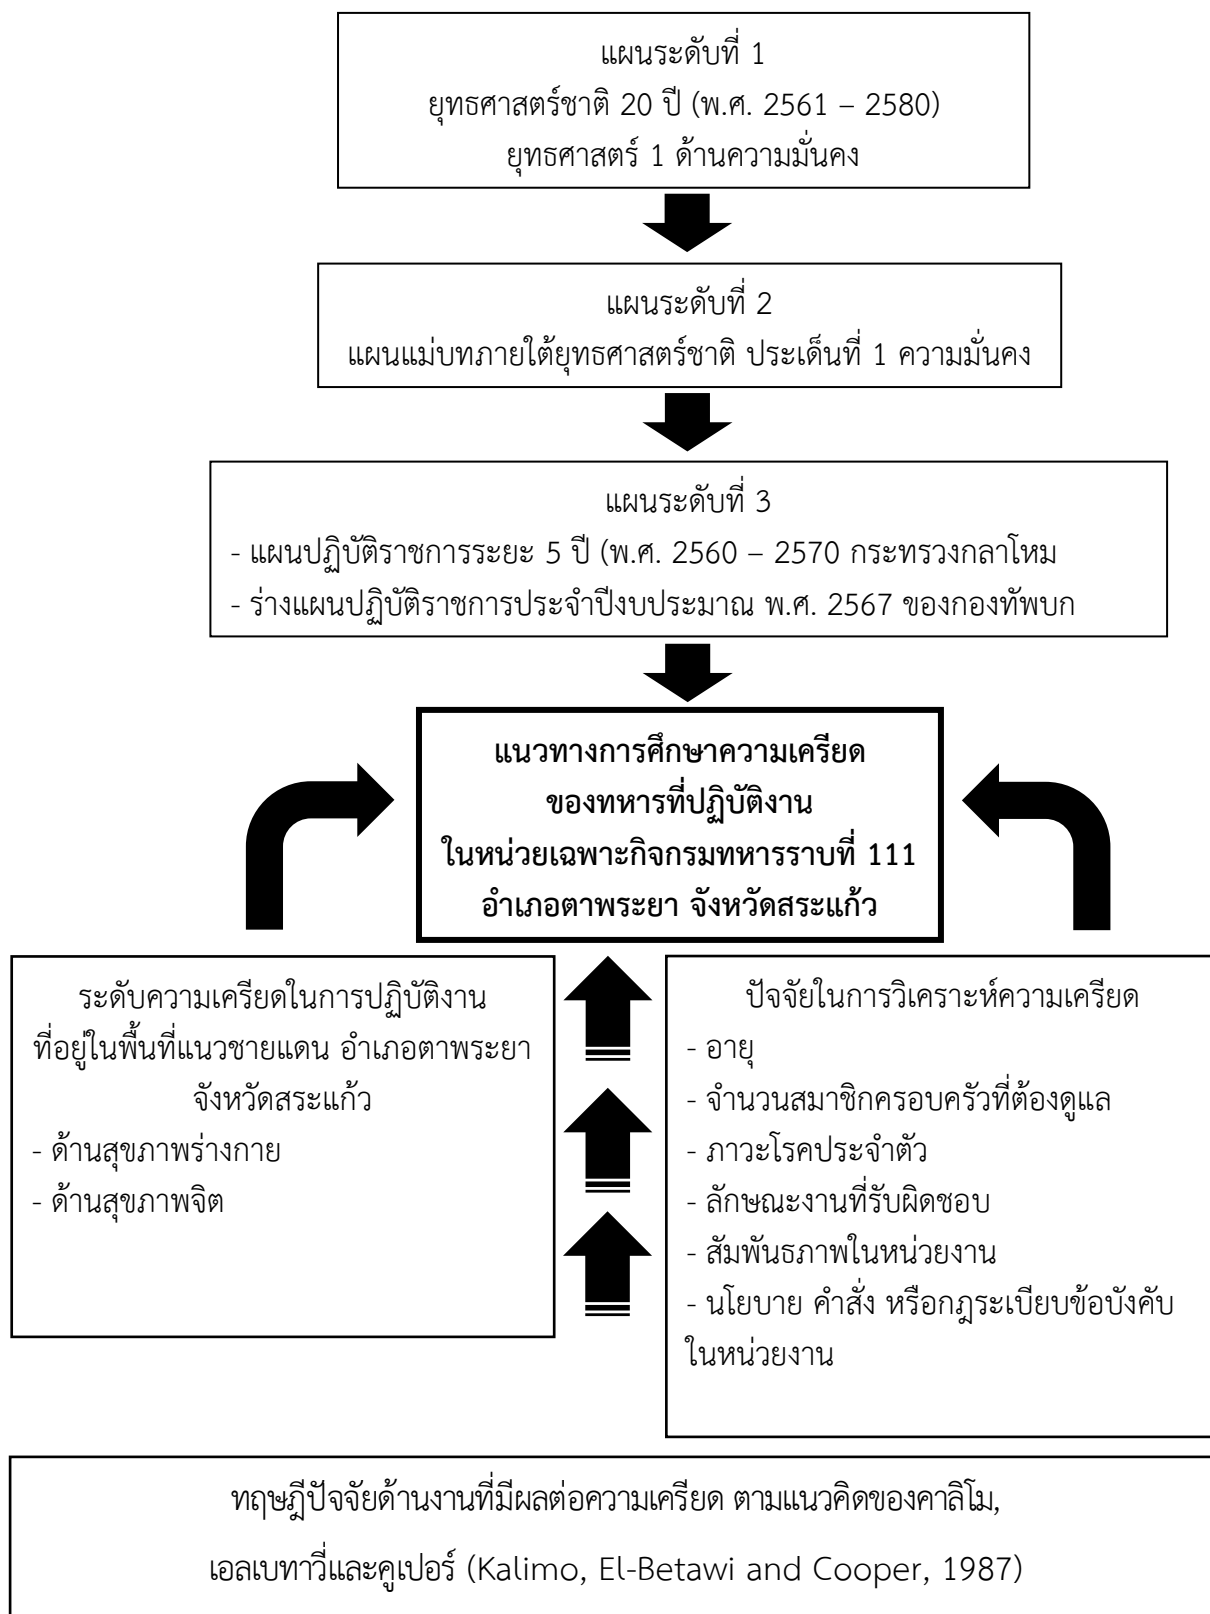 แผนระดับที่ 1
ยุทธศาสตร์ชาติ 20 ปี (พ.ศ. 2561 – 2580)
ยุทธศาสตร์ 1 ด้านความมั่นคง
แผนระดับที่ 2
แผนแม่บทภายใต้ยุทธศาสตร์ชาติ ประเด็นที่ 1 ความมั่นคง
แผนระดับที่ 3
- แผนปฏิบัติราชการระยะ 5 ปี (พ.ศ. 2560 – 2570 กระทรวงกลาโหม
- ร่างแผนปฏิบัติราชการประจำปีงบประมาณ พ.ศ. 2567 ของกองทัพบก
แนวทางการศึกษาความเครียด
ของทหารที่ปฏิบัติงาน
ในหน่วยเฉพาะกิจกรมทหารราบที่ 111
อำเภอตาพระยา จังหวัดสระแก้ว
ระดับความเครียดในการปฏิบัติงาน
ที่อยู่ในพื้นที่แนวชายแดน อำเภอตาพระยา
จังหวัดสระแก้ว
- ด้านสุขภาพร่างกาย
- ด้านสุขภาพจิต
ปัจจัยในการวิเคราะห์ความเครียด
- อายุ
- จำนวนสมาชิกครอบครัวที่ต้องดูแล
- ภาวะโรคประจำตัว
- ลักษณะงานที่รับผิดชอบ
- สัมพันธภาพในหน่วยงาน
- นโยบาย คำสั่ง หรือกฎระเบียบข้อบังคับ
ในหน่วยงาน
ทฤษฎีปัจจัยด้านงานที่มีผลต่อความเครียด ตามแนวคิดของคาลิโม,
เอลเบทาวี่และคูเปอร์ (Kalimo, El-Betawi and Cooper, 1987)